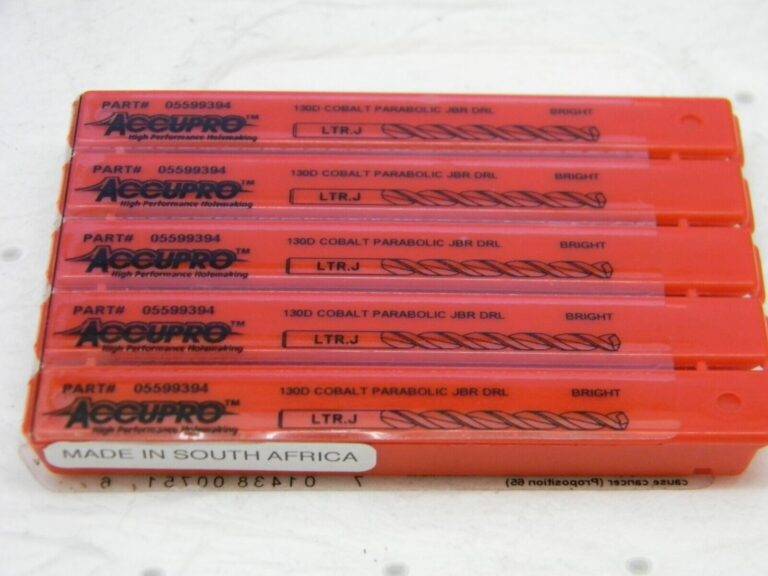 PART# 05599394 130D COBALT PARABOLIC JBR DRL BRIGHT
ACCUPRO™ LTR.J
High Performance Holemaking
PART# 05599394 130D COBALT PARABOLIC JBR DRL BRIGHT
ACCUPRO™ LTR.J
High Performance Holemaking
PART# 05599394 130D COBALT PARABOLIC JBR DRL BRIGHT
ACCUPRO™ LTR.J
High Performance Holemaking
PART# 05599394 130D COBALT PARABOLIC JBR DRL BRIGHT
ACCUPRO™ LTR.J
High Performance Holemaking
PART# 05599394 130D COBALT PARABOLIC JBR DRL BRIGHT
ACCUPRO™ LTR.J
High Performance Holemaking
MADE IN SOUTH AFRICA
cause cancer (Proposition 65)
7 01438 00751 6